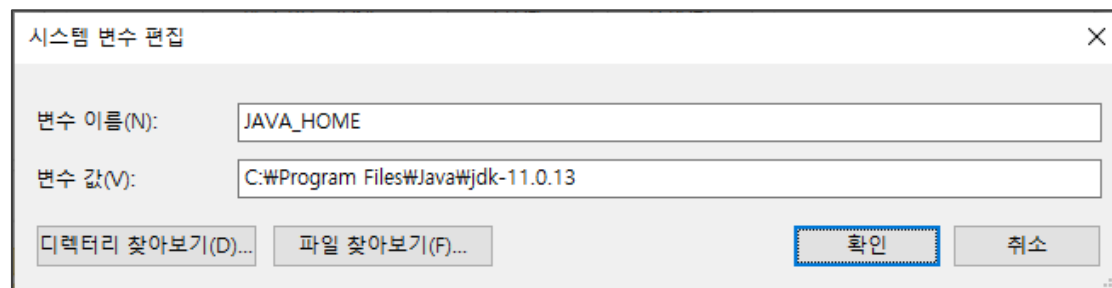 시스템 변수 편집
변수 이름(N):
JAVA_HOME
변수 값(V):
C:₩Program Files₩Java₩jdk-11.0.13
디렉터리 찾아보기(D)...
파일 찾아보기(F)...
확인
취소